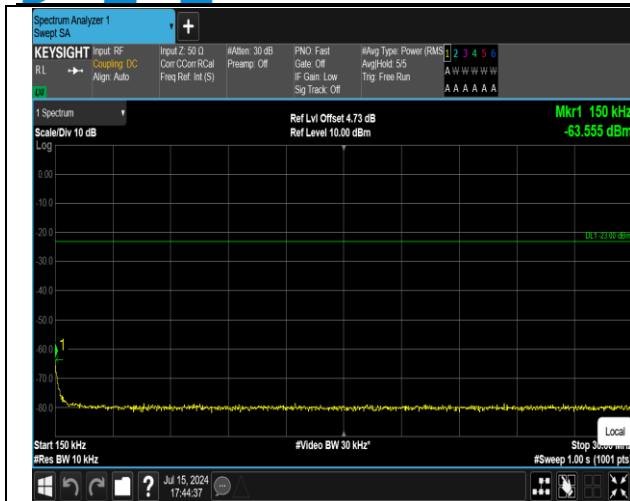 Spectrum Analyzer 1
Swept SA
+
KEYSIGHT
RL
Input: RF
Coupling: DC
Align: Auto
Input Z: 50 Ω
Corr CCorr RCal
Freq Ref: Int (S)
#Atten: 30 dB
Preamp: Off
PNO: Fast
Gate: Off
IF Gain: Low
Sig Track: Off
#Avg Type: Power (RMS
Avg|Hold: 5/5
Trig: Free Run
1 2 3 4 5 6
A W W W W W
A A A A A A
1 Spectrum
Scale/Div 10 dB
Ref Lvl Offset 4.73 dB
Ref Level 10.00 dBm
Mkr1 150 kHz
-63.555 dBm
Log
0.00
-10.0
-20.0
DL1 -23.00 dBm
-30.0
-40.0
-50.0
-60.0
1
-70.0
-80.0
Local
Start 150 kHz
#Video BW 30 kHz*
Stop
#Res BW 10 kHz
#Sweep 1.00 s (1001 pts
?
Jul 15, 2024
17:44:37